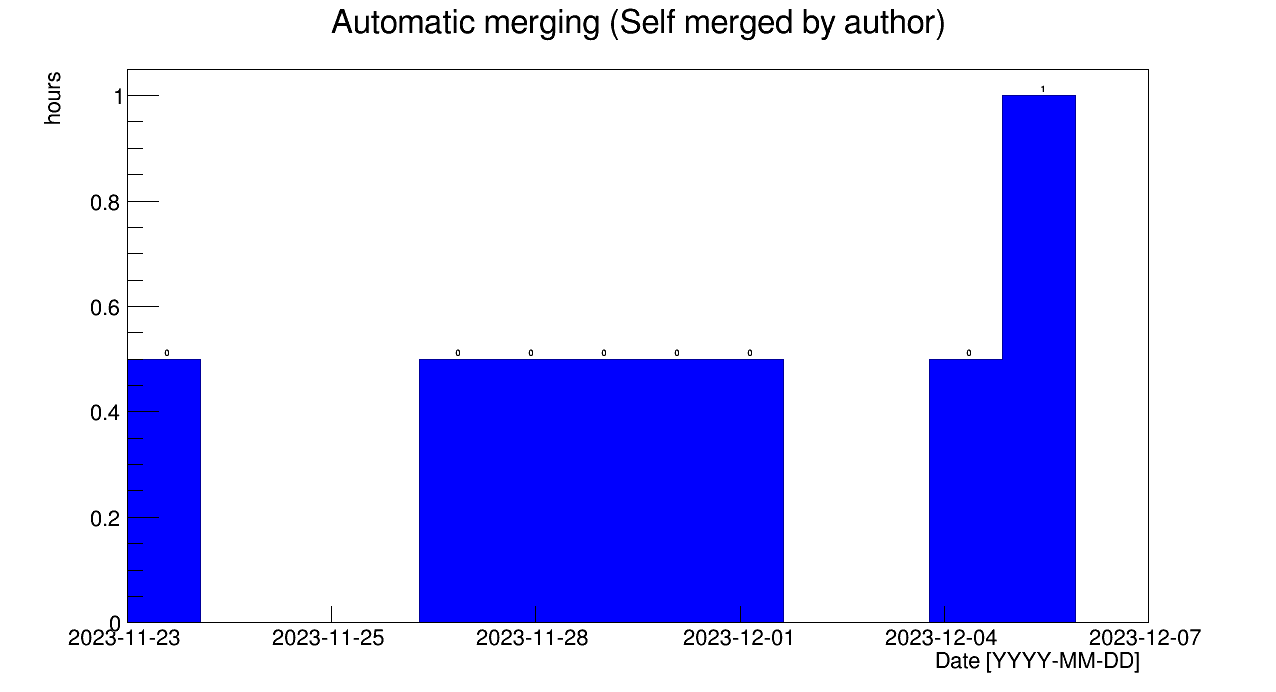 Automatic merging (Self merged by author)
hours
1
0.8
0.6
0.4
0.2
0
0 0 0 0 0 0 0 1
2023-11-23 2023-11-25 2023-11-28 2023-12-01 2023-12-04 2023-12-07
Date [YYYY-MM-DD]